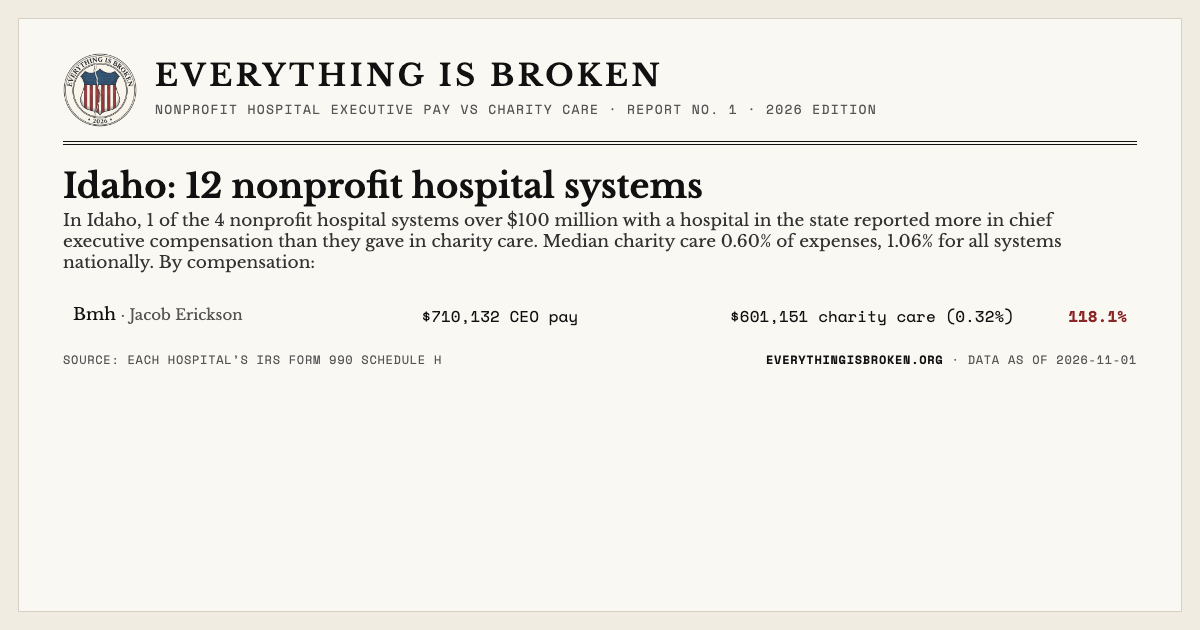 EVERYTHING IS BROKEN
· 2026 ·
EVERYTHING IS BROKEN
NONPROFIT HOSPITAL EXECUTIVE PAY VS CHARITY CARE · REPORT NO. 1 · 2026 EDITION
Idaho: 12 nonprofit hospital systems
In Idaho, 1 of the 4 nonprofit hospital systems over $100 million with a hospital in the state reported more in chief
executive compensation than they gave in charity care. Median charity care 0.60% of expenses, 1.06% for all systems
nationally. By compensation:
Bmh · Jacob Erickson $710,132 CEO pay $601,151 charity care (0.32%) 118.1%
SOURCE: EACH HOSPITAL'S IRS FORM 990 SCHEDULE H EVERYTHINGISBROKEN.ORG · DATA AS OF 2026-11-01